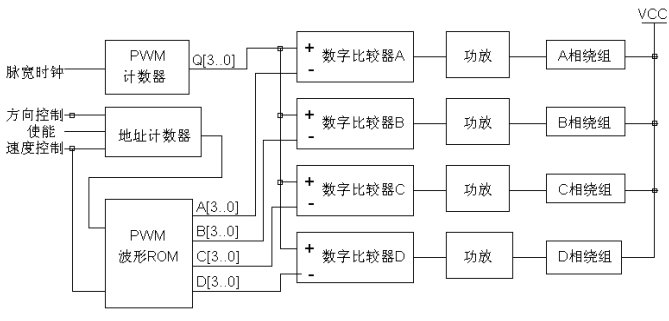 VCC
脉宽时钟
PWM
计数器
Q[3..0]
+
-
数字比较器A
功放
A相绕组
方向控制
使能
速度控制
地址计数器
+
-
数字比较器B
功放
B相绕组
+
-
数字比较器C
功放
C相绕组
PWM
波形ROM
A[3..0]
B[3..0]
C[3..0]
D[3..0]
+
-
数字比较器D
功放
D相绕组